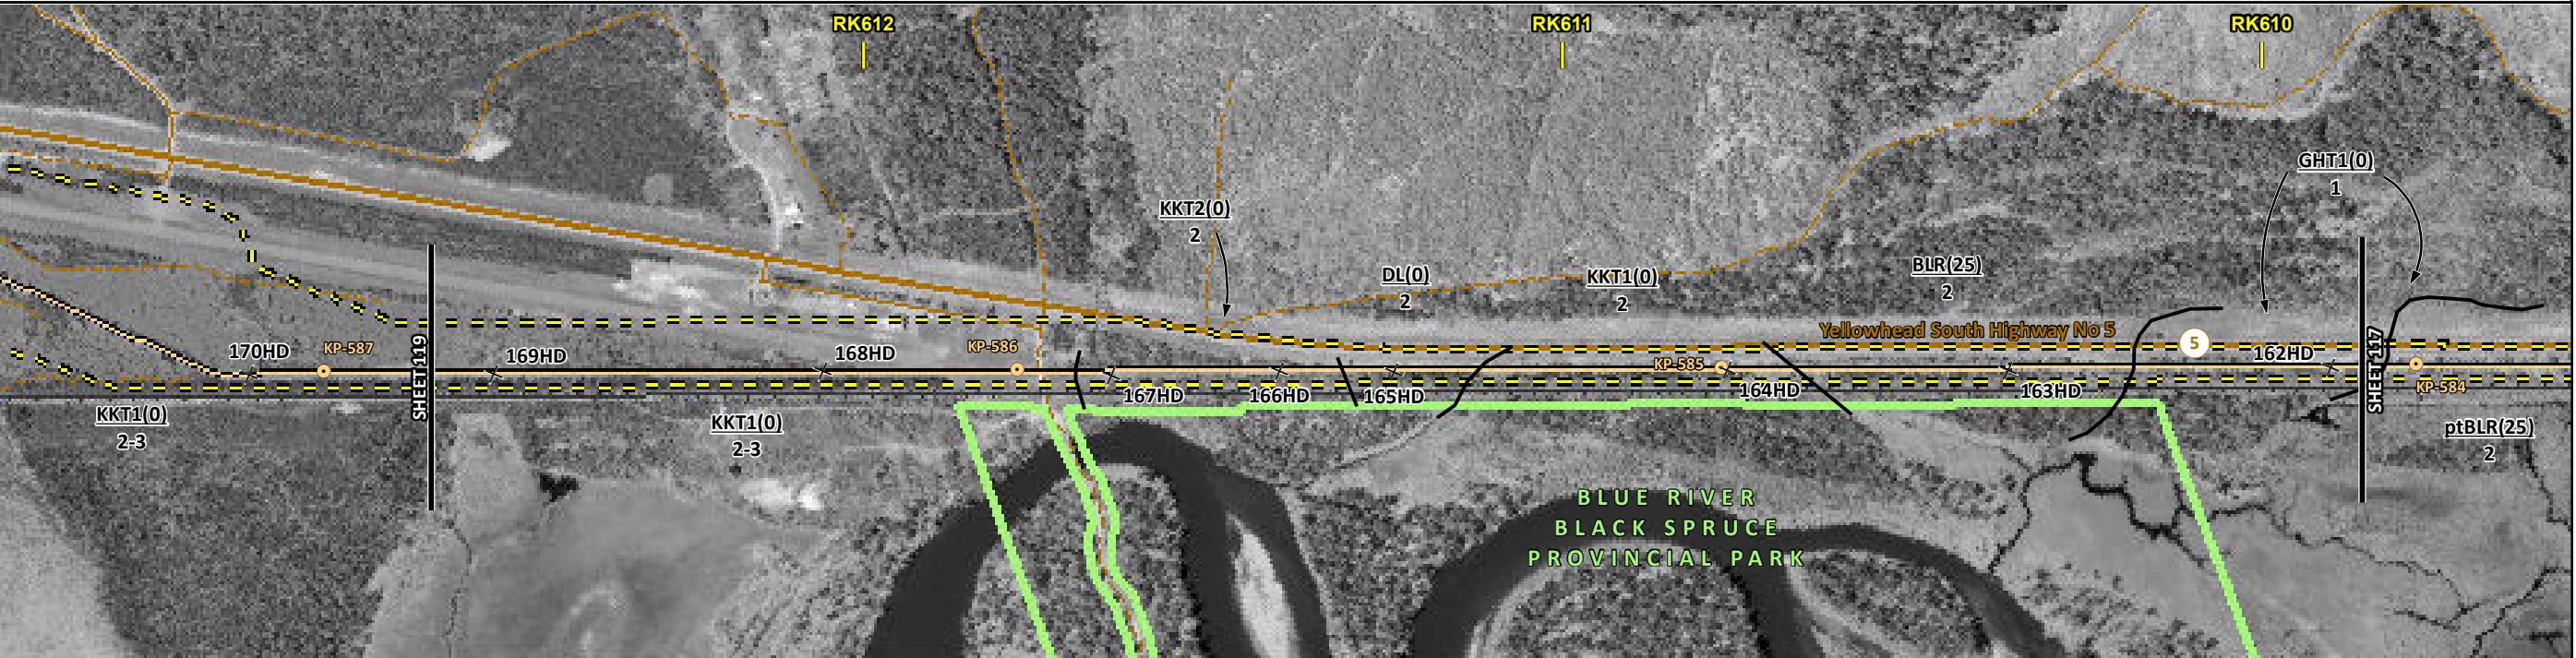 RK612
RK611
RK610
GHT1(0)
1
KKT2(0)
2
DL(0)
2
KKT1(0)
2
BLR(25)
2
Yellowhead South Highway No 5
5
170HD
KP-587
SHEET 119
169HD
168HD
KP-586
167HD
166HD
165HD
KP-585
164HD
163HD
162HD
SHEET 117
KP-584
KKT1(0)
2-3
KKT1(0)
2-3
ptBLR(25)
2
BLUE RIVER
BLACK SPRUCE
PROVINCIAL PARK